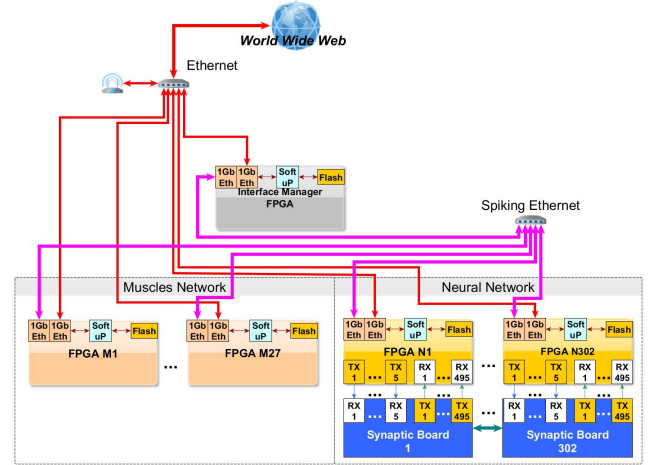 World Wide Web
Ethernet
1Gb Eth
1Gb Eth
Soft uP
Flash
Interface Manager
FPGA
Spiking Ethernet
Muscles Network
Neural Network
1Gb Eth
1Gb Eth
Soft uP
Flash
FPGA M1
...
1Gb Eth
1Gb Eth
Soft uP
Flash
FPGA M27
1Gb Eth
1Gb Eth
Soft uP
Flash
FPGA N1
TX 1
...
TX 5
RX 1
...
RX 495
...
...
RX 1
...
RX 5
TX 1
...
TX 495
Synaptic Board
1
...
...
1Gb Eth
1Gb Eth
Soft uP
Flash
FPGA N302
TX 1
...
TX 5
RX 1
...
RX 495
...
...
RX 1
...
RX 5
TX 1
...
TX 495
Synaptic Board
302